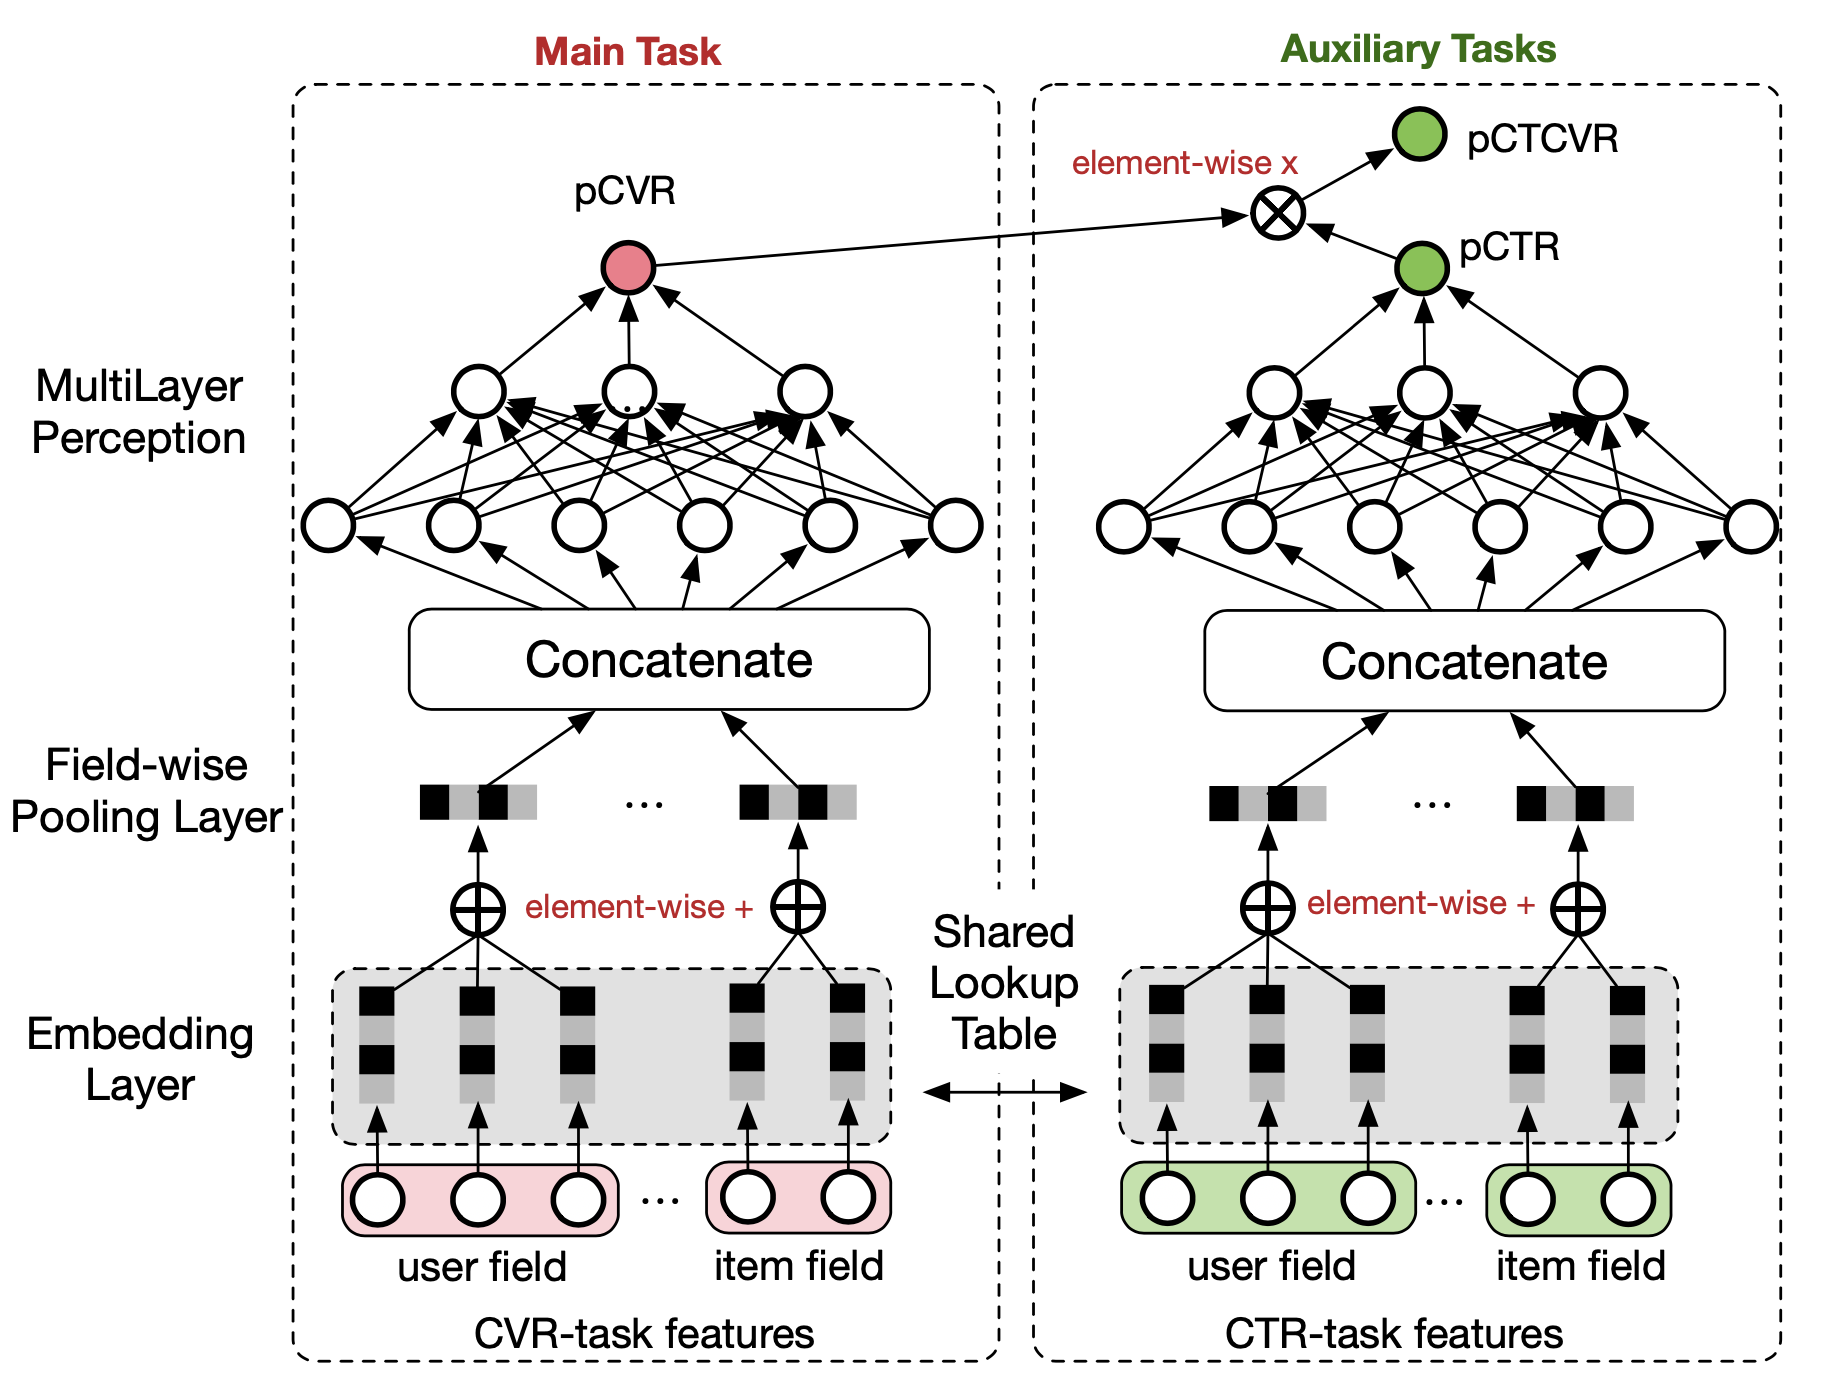 Main Task
Auxiliary Tasks
pCTCVR
element-wise x
pCVR
pCTR
MultiLayer
Perception
Concatenate
Concatenate
Field-wise
Pooling Layer
...
...
element-wise +
element-wise +
Shared
Lookup
Table
Embedding
Layer
...
...
user field
item field
user field
item field
CVR-task features
CTR-task features